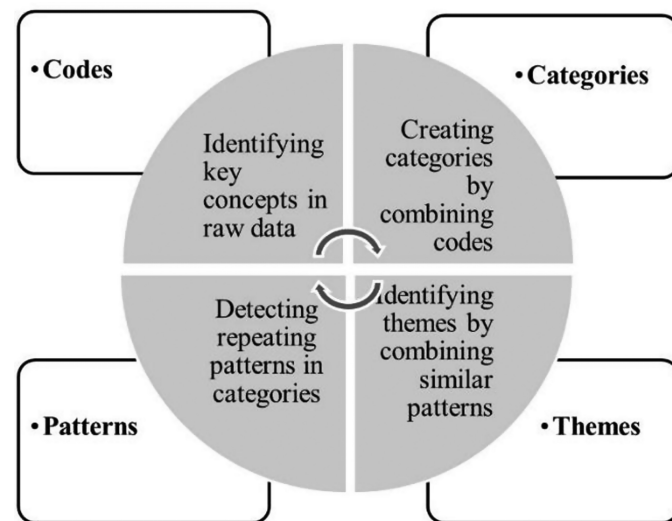 •Codes
•Categories
Identifying
key
concepts in
raw data
Creating
categories
by
combining
codes
Detecting
repeating
patterns in
categories
Identifying
themes by
combining
similar
patterns
•Patterns
•Themes